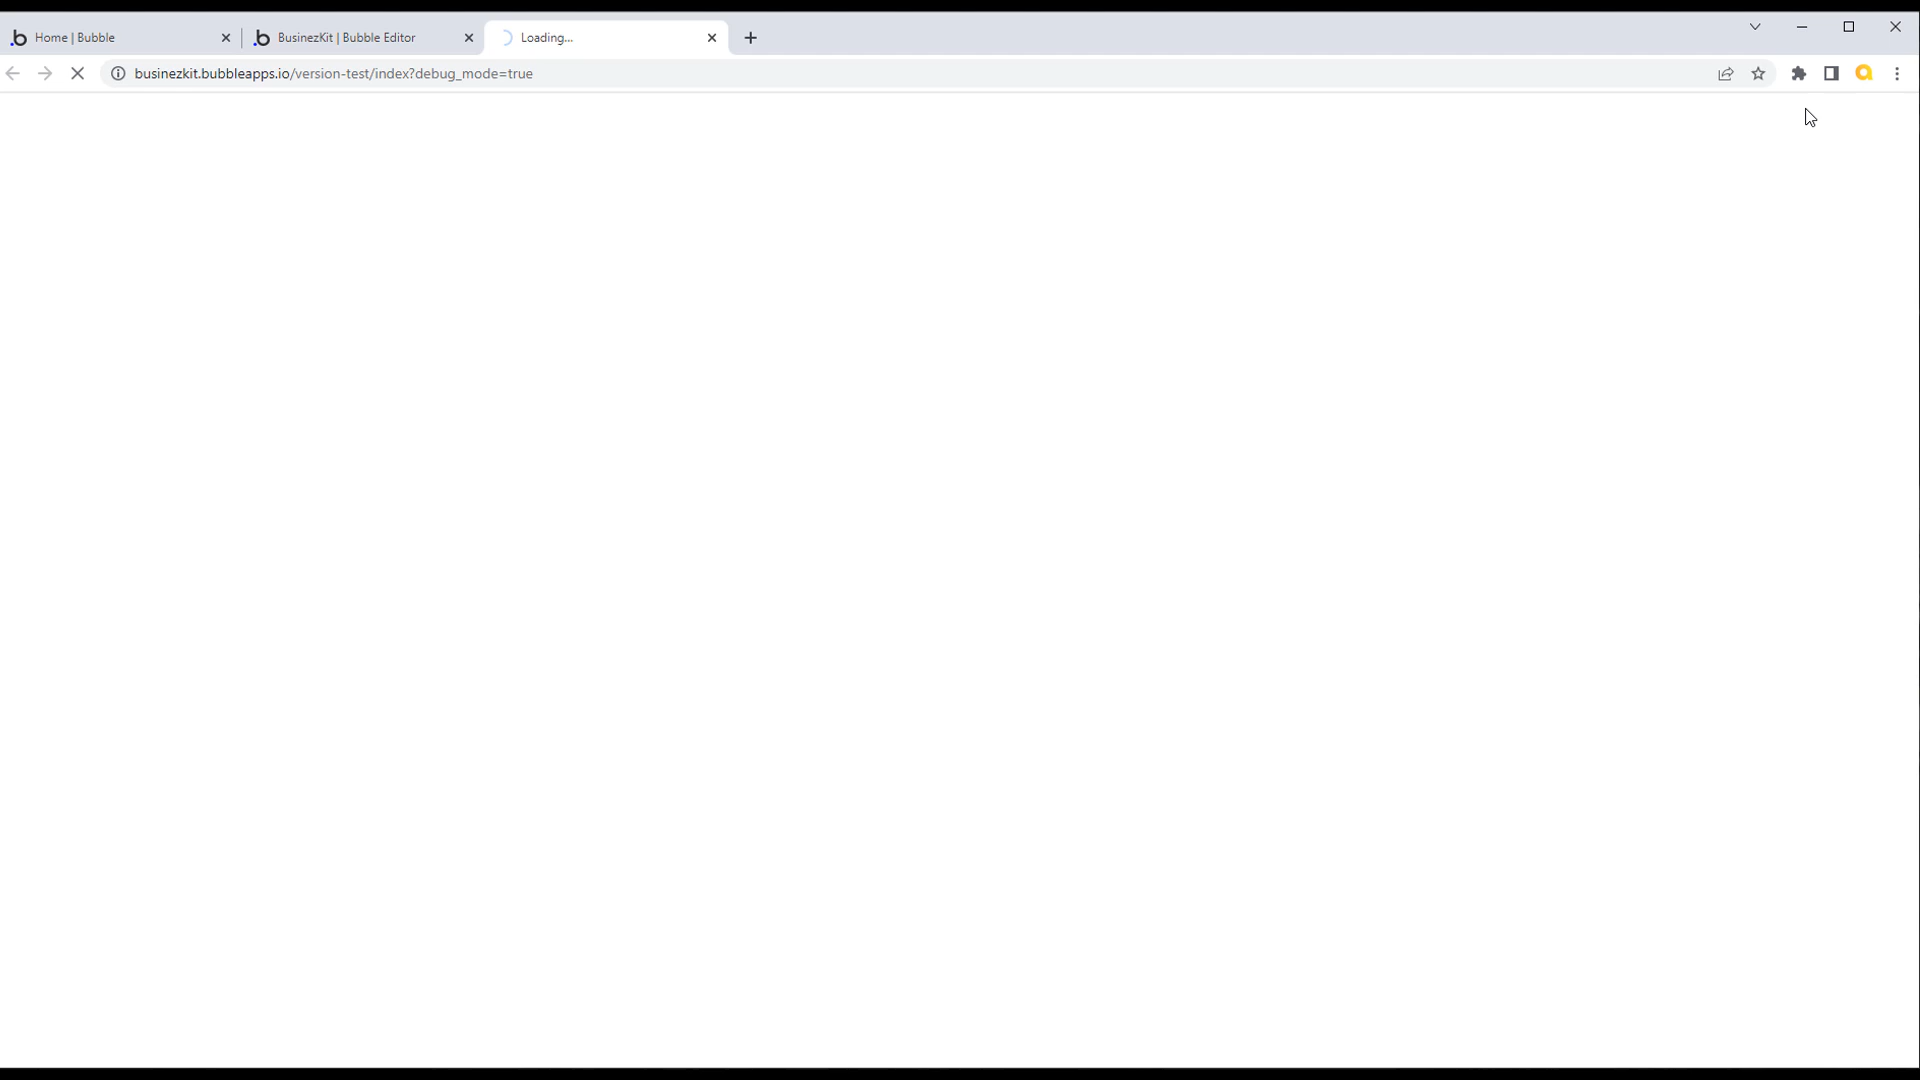 Home | Bubble
BusinezKit | Bubble Editor
Loading...
businezkit.bubbleapps.io/version-test/index?debug_mode=true